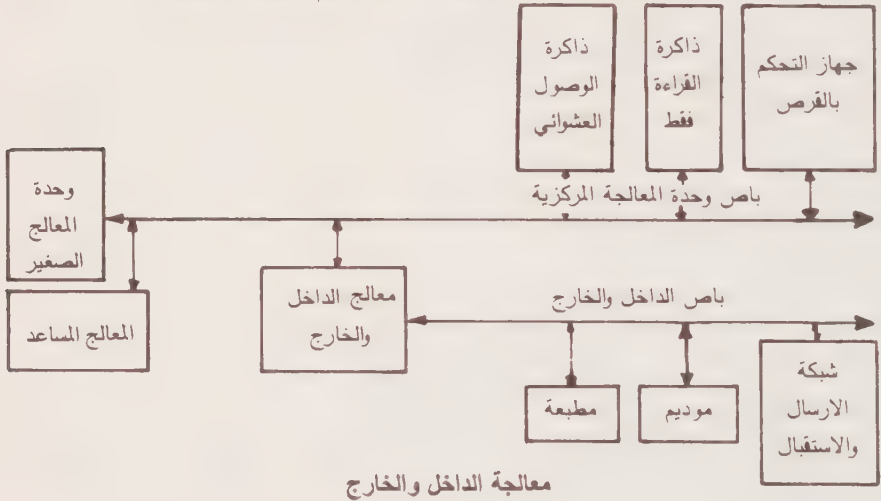 جهاز التحكم
بالقرص
ذاكرة
القراءة
فقط
ذاكرة
الوصول
العشوائي
باص وحدة المعالجة المركزية
وحدة
المعالج
الصغير
المعالج المساعد
معالج الداخل
والخارج
باص الداخل والخارج
شبكة
الارسال
والاستقبال
موديم
مطبعة
معالجة الداخل والخارج